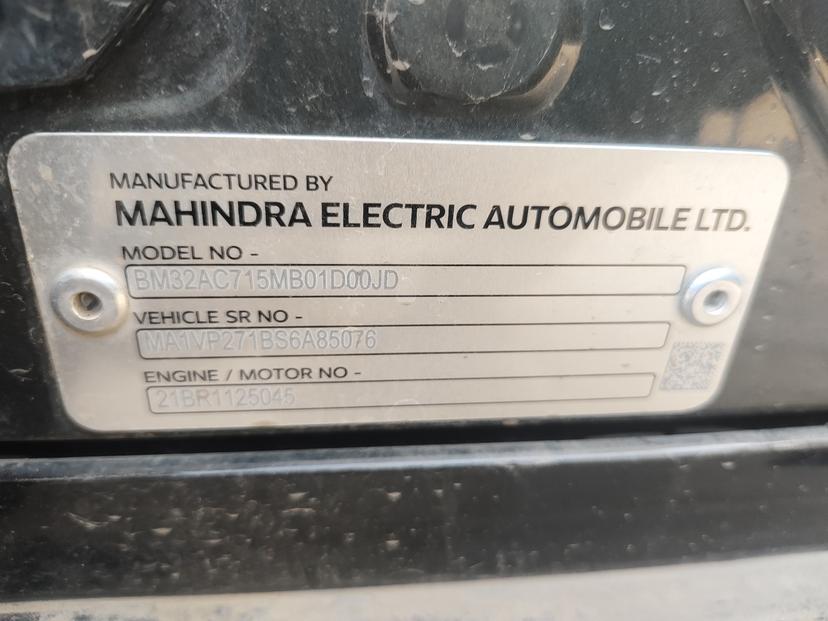 MANUFACTURED BY
MAHINDRA ELECTRIC AUTOMOBILE LTD.
MODEL NO -
BM32AC715MB01D00JD
VEHICLE SR NO -
MA1VP271BS6A85076
ENGINE / MOTOR NO -
21BR1125045